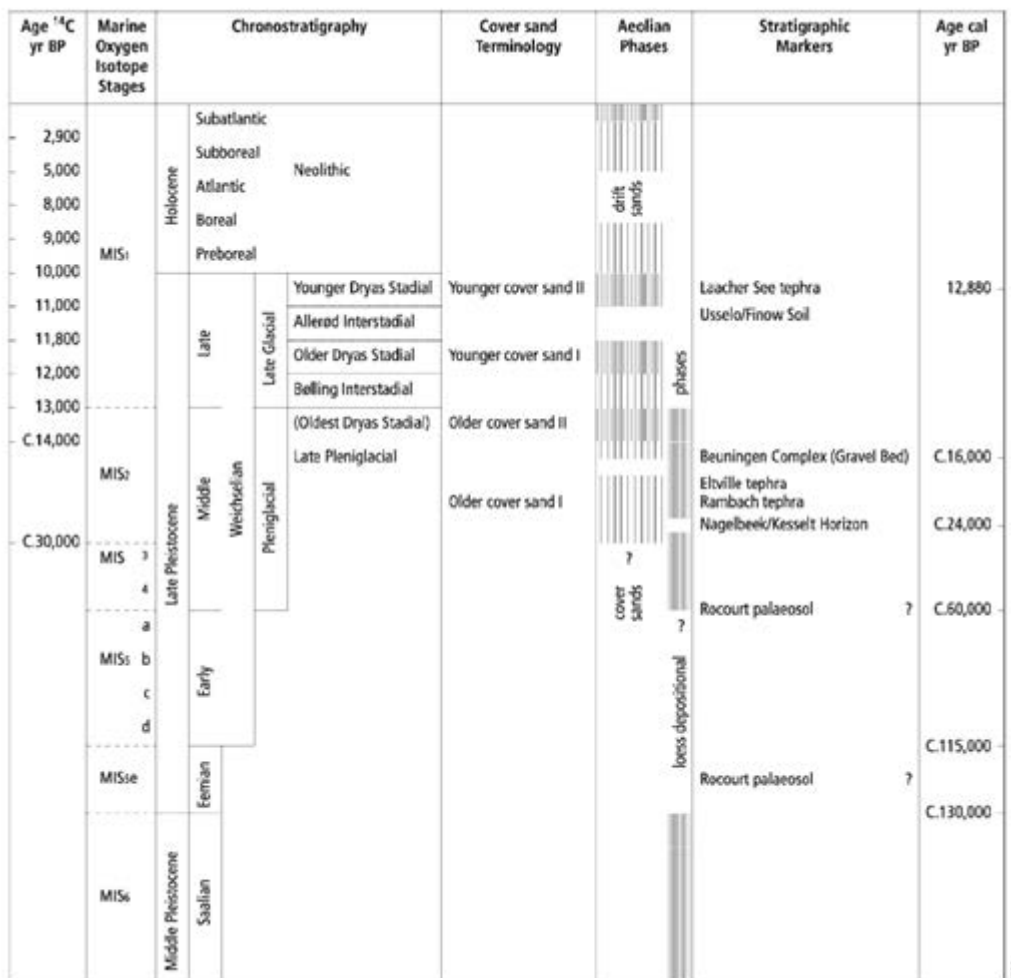 Age 14C yr BP
Marine Oxygen Isotope Stages
Chronostratigraphy
Cover sand Terminology
Aeolian Phases
Stratigraphic Markers
Age cal yr BP
Subatlantic
2,900
Subboreal
5,000
Neolithic
Atlantic
8,000
Holocene
drift sands
Boreal
9,000
MIS1
Preboreal
10,000
Younger Dryas Stadial
Younger cover sand II
Laacher See tephra
12,880
11,000
Usselo/Finow Soil
Allerød Interstadial
11,800
Late
Late Glacial
Older Dryas Stadial
Younger cover sand I
12,000
Bølling Interstadial
13,000
(Oldest Dryas Stadial)
Older cover sand II
C.14,000
Late Pleniglacial
Beuningen Complex (Gravel Bed)
C.16,000
MIS2
Eltville tephra
Middle
Weichselian
Pleniglacial
Older cover sand I
Rambach tephra
Nagelbeek/Kesselt Horizon
C.24,000
C.30,000
MIS 3
?
Late Pleistocene
4
cover sands
Rocourt palaeosol ?
C.60,000
a
?
MIS5 b
Early
c
d
loess depositional phases
C.115,000
MIS5e
Eemian
Rocourt palaeosol ?
C.130,000
MIS6
Middle Pleistocene
Saalian